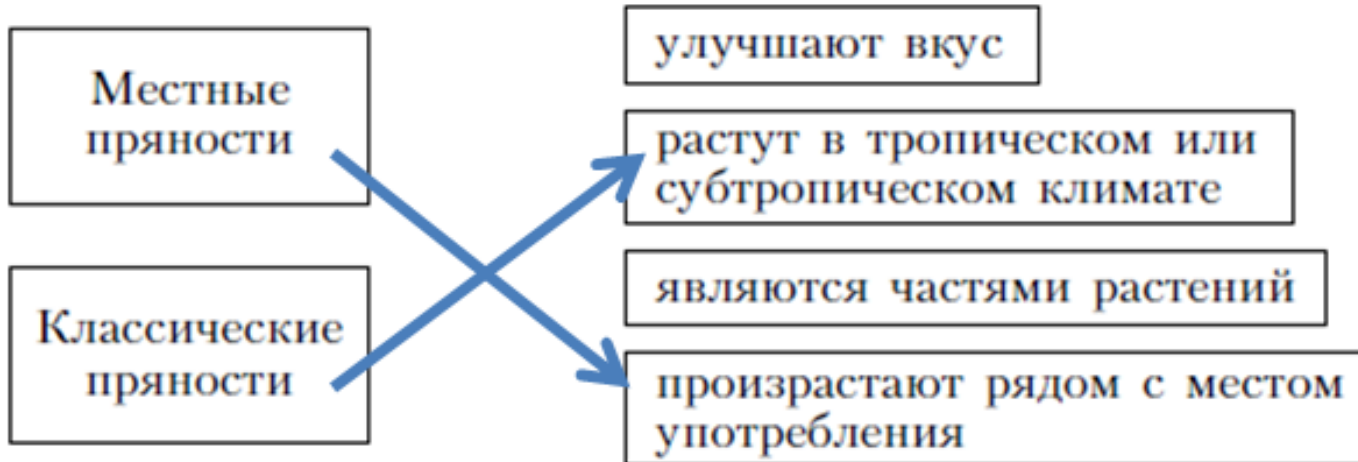 Местные
пряности
Классические
пряности
улучшают вкус
растут в тропическом или
субтропическом климате
являются частями растений
произрастают рядом с местом
употребления